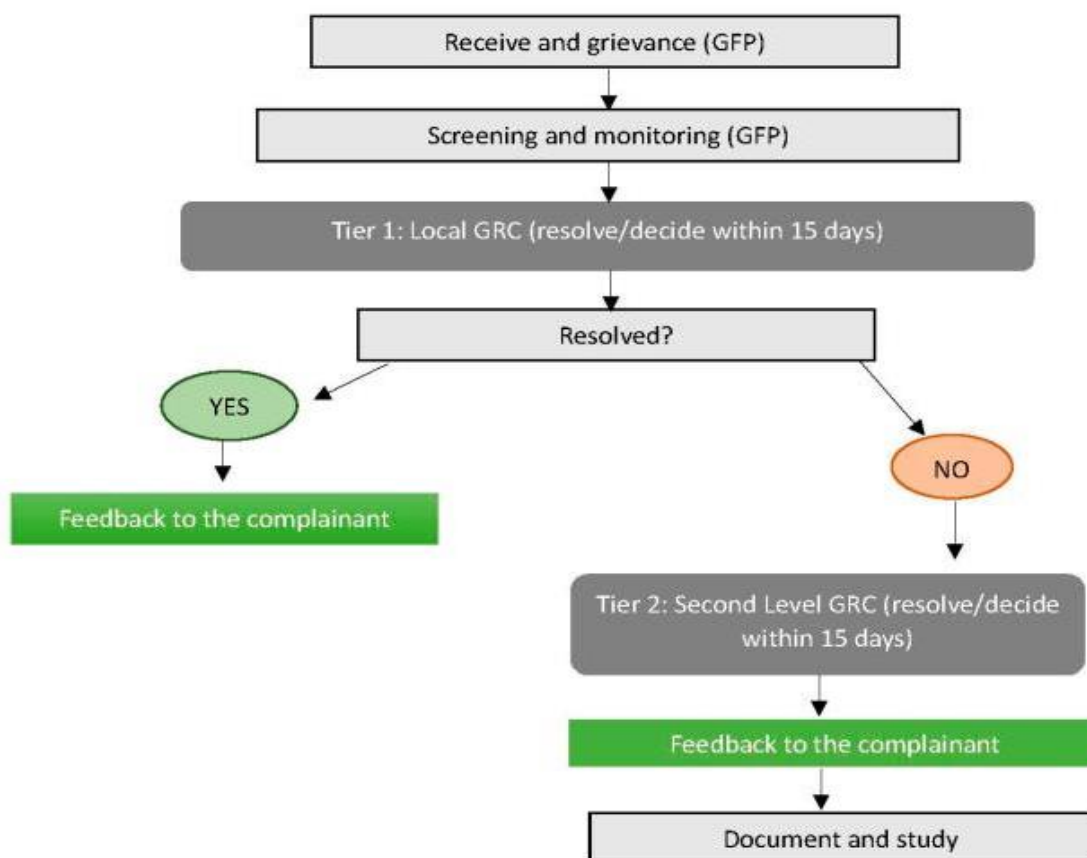 Receive and grievance (GFP)
Screening and monitoring (GFP)
Tier 1: Local GRC (resolve/decide within 15 days)
Resolved?
YES
NO
Feedback to the complainant
Tier 2: Second Level GRC (resolve/decide
within 15 days)
Feedback to the complainant
Document and study